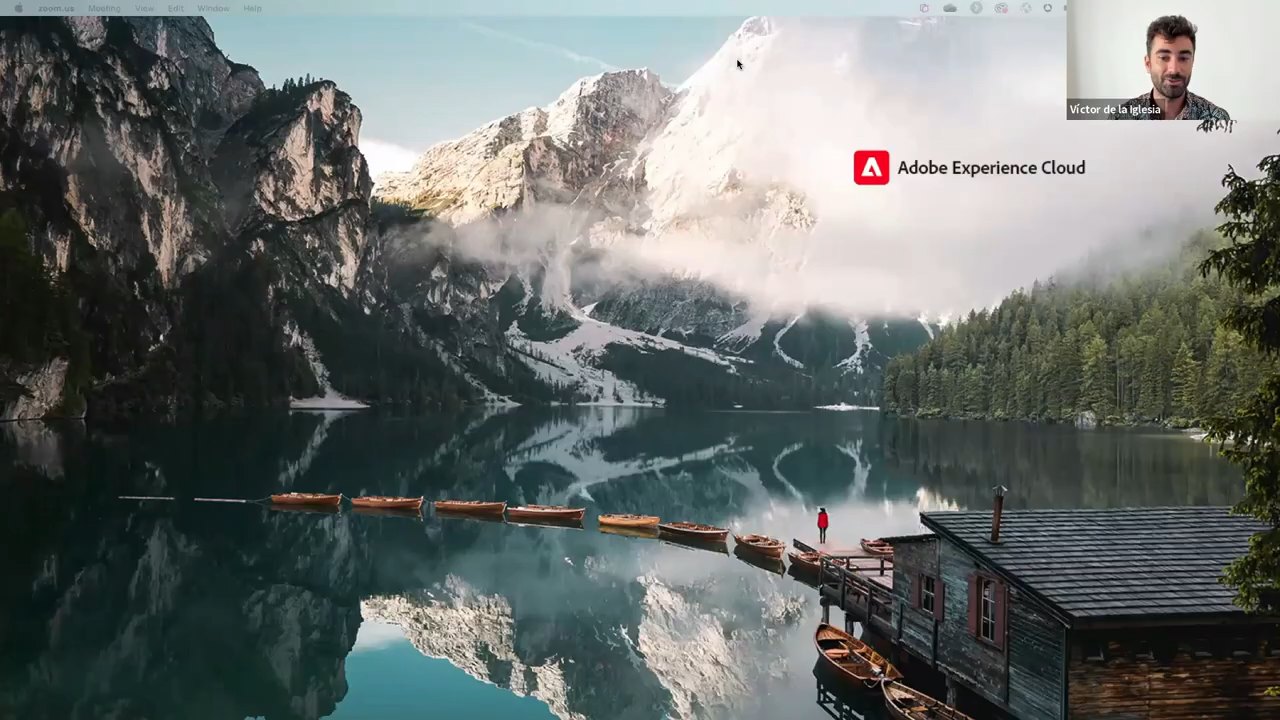 zoom.us Meeting View Edit Window Help
Víctor de la Iglesia
Adobe Experience Cloud